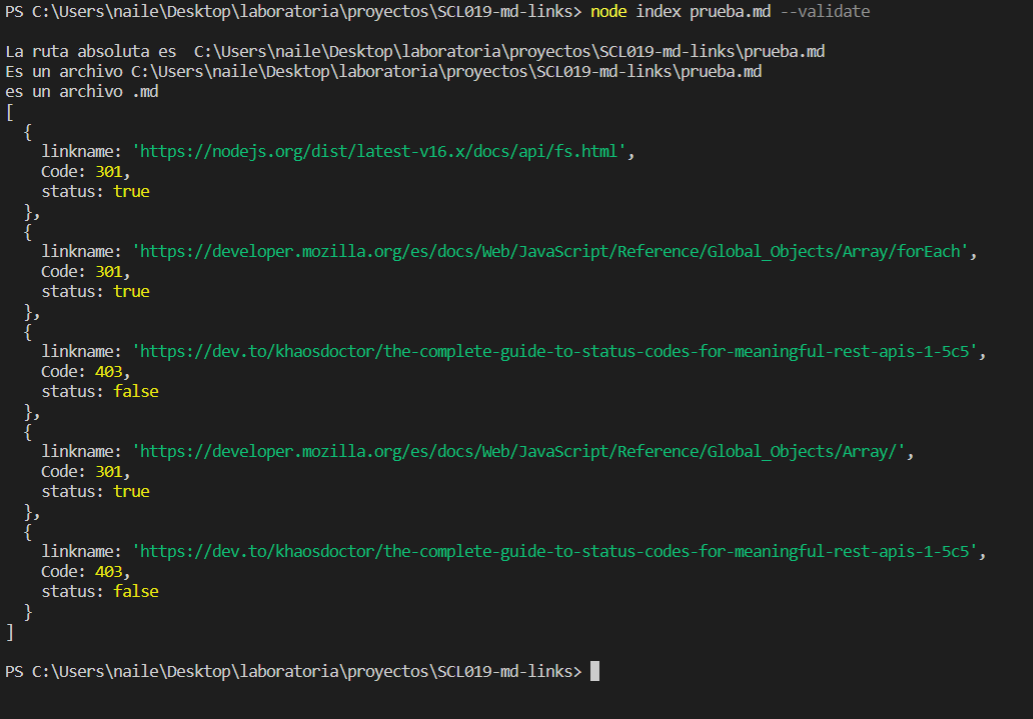 PS C:\Users\naile\Desktop\laboratoria\proyectos\SCL019-md-links> node index prueba.md --validate
La ruta absoluta es  C:\Users\naile\Desktop\laboratoria\proyectos\SCL019-md-links\prueba.md
Es un archivo C:\Users\naile\Desktop\laboratoria\proyectos\SCL019-md-links\prueba.md
es un archivo .md
[
  {
    linkname: 'https://nodejs.org/dist/latest-v16.x/docs/api/fs.html',
    Code: 301,
    status: true
  },
  {
    linkname: 'https://developer.mozilla.org/es/docs/Web/JavaScript/Reference/Global_Objects/Array/forEach',
    Code: 301,
    status: true
  },
  {
    linkname: 'https://dev.to/khaosdoctor/the-complete-guide-to-status-codes-for-meaningful-rest-apis-1-5c5',
    Code: 403,
    status: false
  },
  {
    linkname: 'https://developer.mozilla.org/es/docs/Web/JavaScript/Reference/Global_Objects/Array/',
    Code: 301,
    status: true
  },
  {
    linkname: 'https://dev.to/khaosdoctor/the-complete-guide-to-status-codes-for-meaningful-rest-apis-1-5c5',
    Code: 403,
    status: false
  }
]
PS C:\Users\naile\Desktop\laboratoria\proyectos\SCL019-md-links>